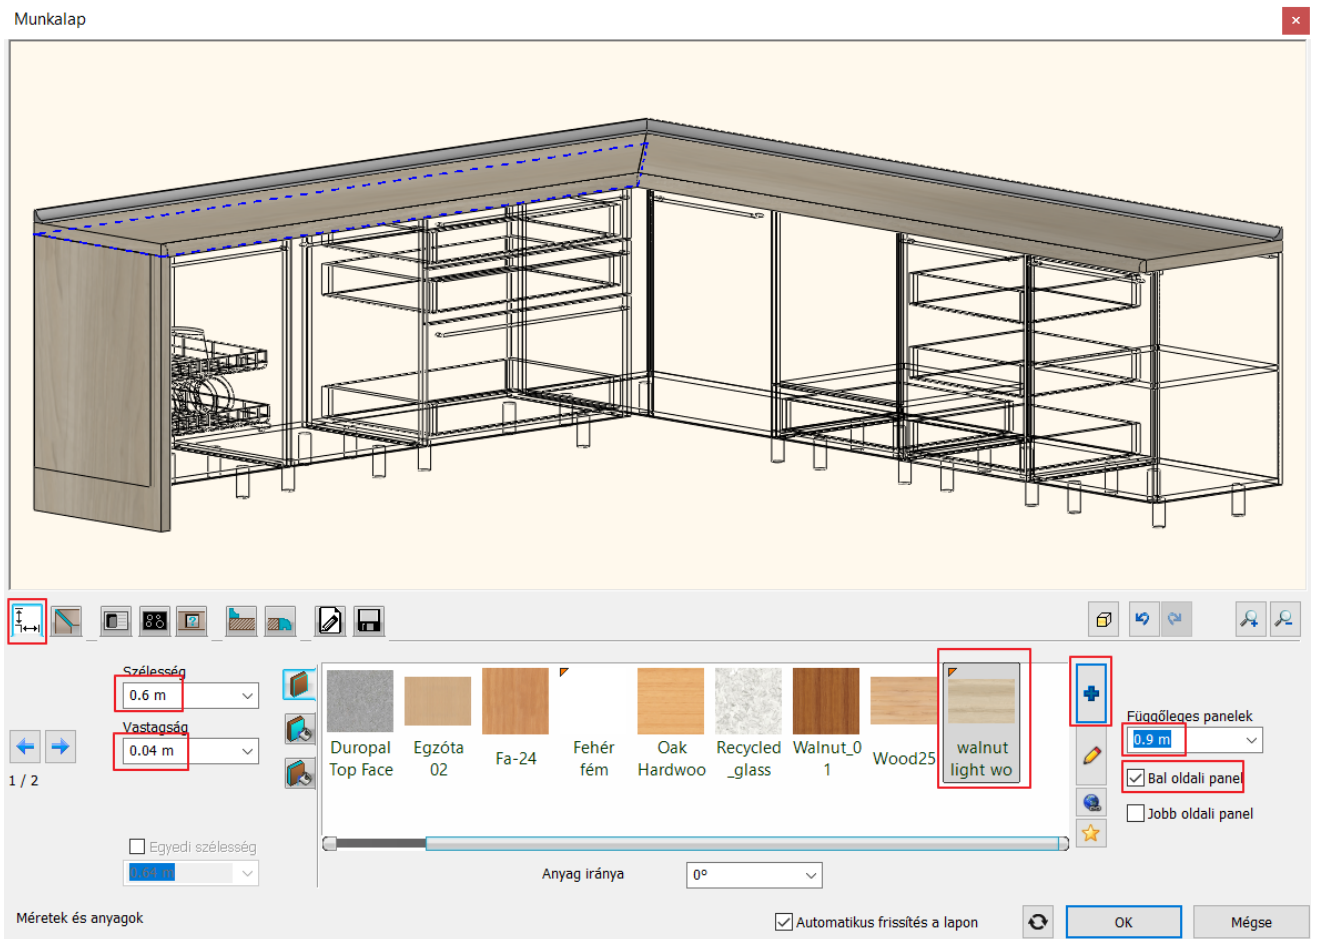 Munkalap
Szélesség
0.6 m
Vastagság
0.04 m
1 / 2
Egyedi szélesség
0.64 m
Duropal
Top Face
Egzóta
02
Fa-24
Fehér
fém
Oak
Hardwoo
Recycled
_glass
Walnut_0
1
Wood25
walnut
light wo
Függőleges panelek
0.9 m
Bal oldali panel
Jobb oldali panel
Anyag iránya
0°
Méretek és anyagok
Automatikus frissítés a lapon
OK
Mégse